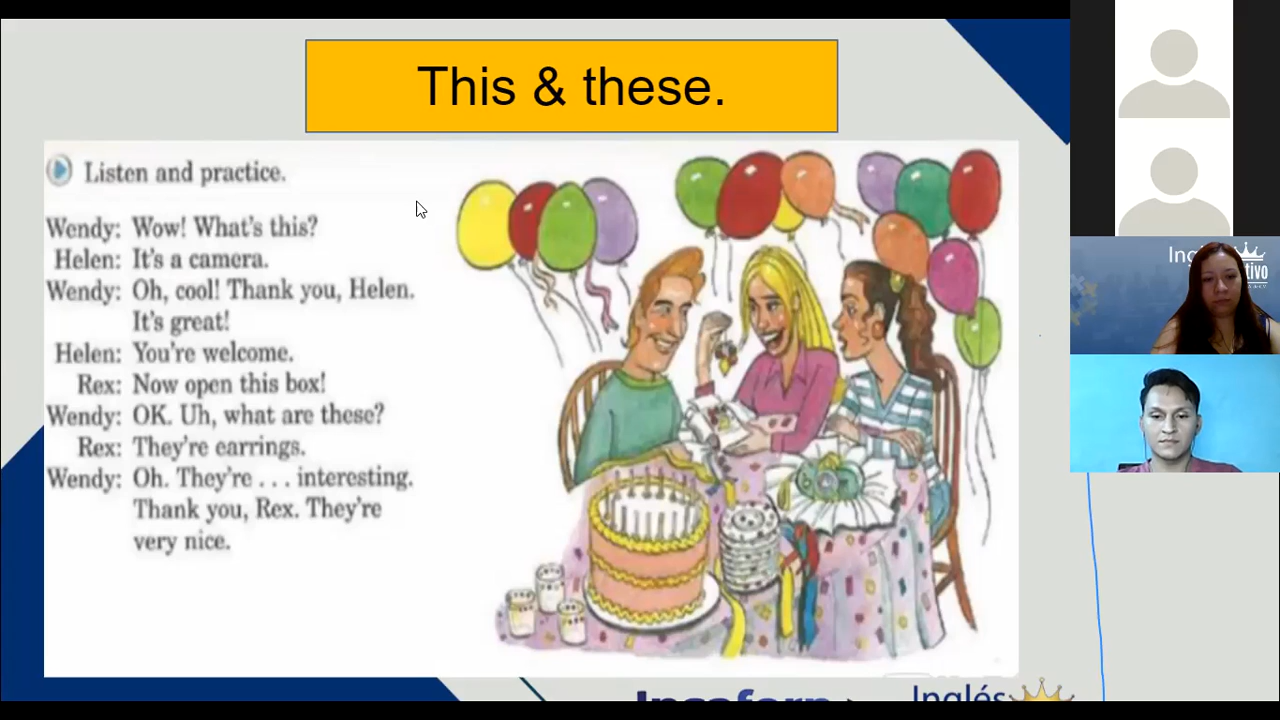 This & these.
Listen and practice.
Wendy: Wow! What's this?
Helen: It's a camera.
Wendy: Oh, cool! Thank you, Helen.
It's great!
Helen: You're welcome.
Rex: Now open this box!
Wendy: OK. Uh, what are these?
Rex: They're earrings.
Wendy: Oh. They're . . . interesting.
Thank you, Rex. They're
very nice.
Inglés